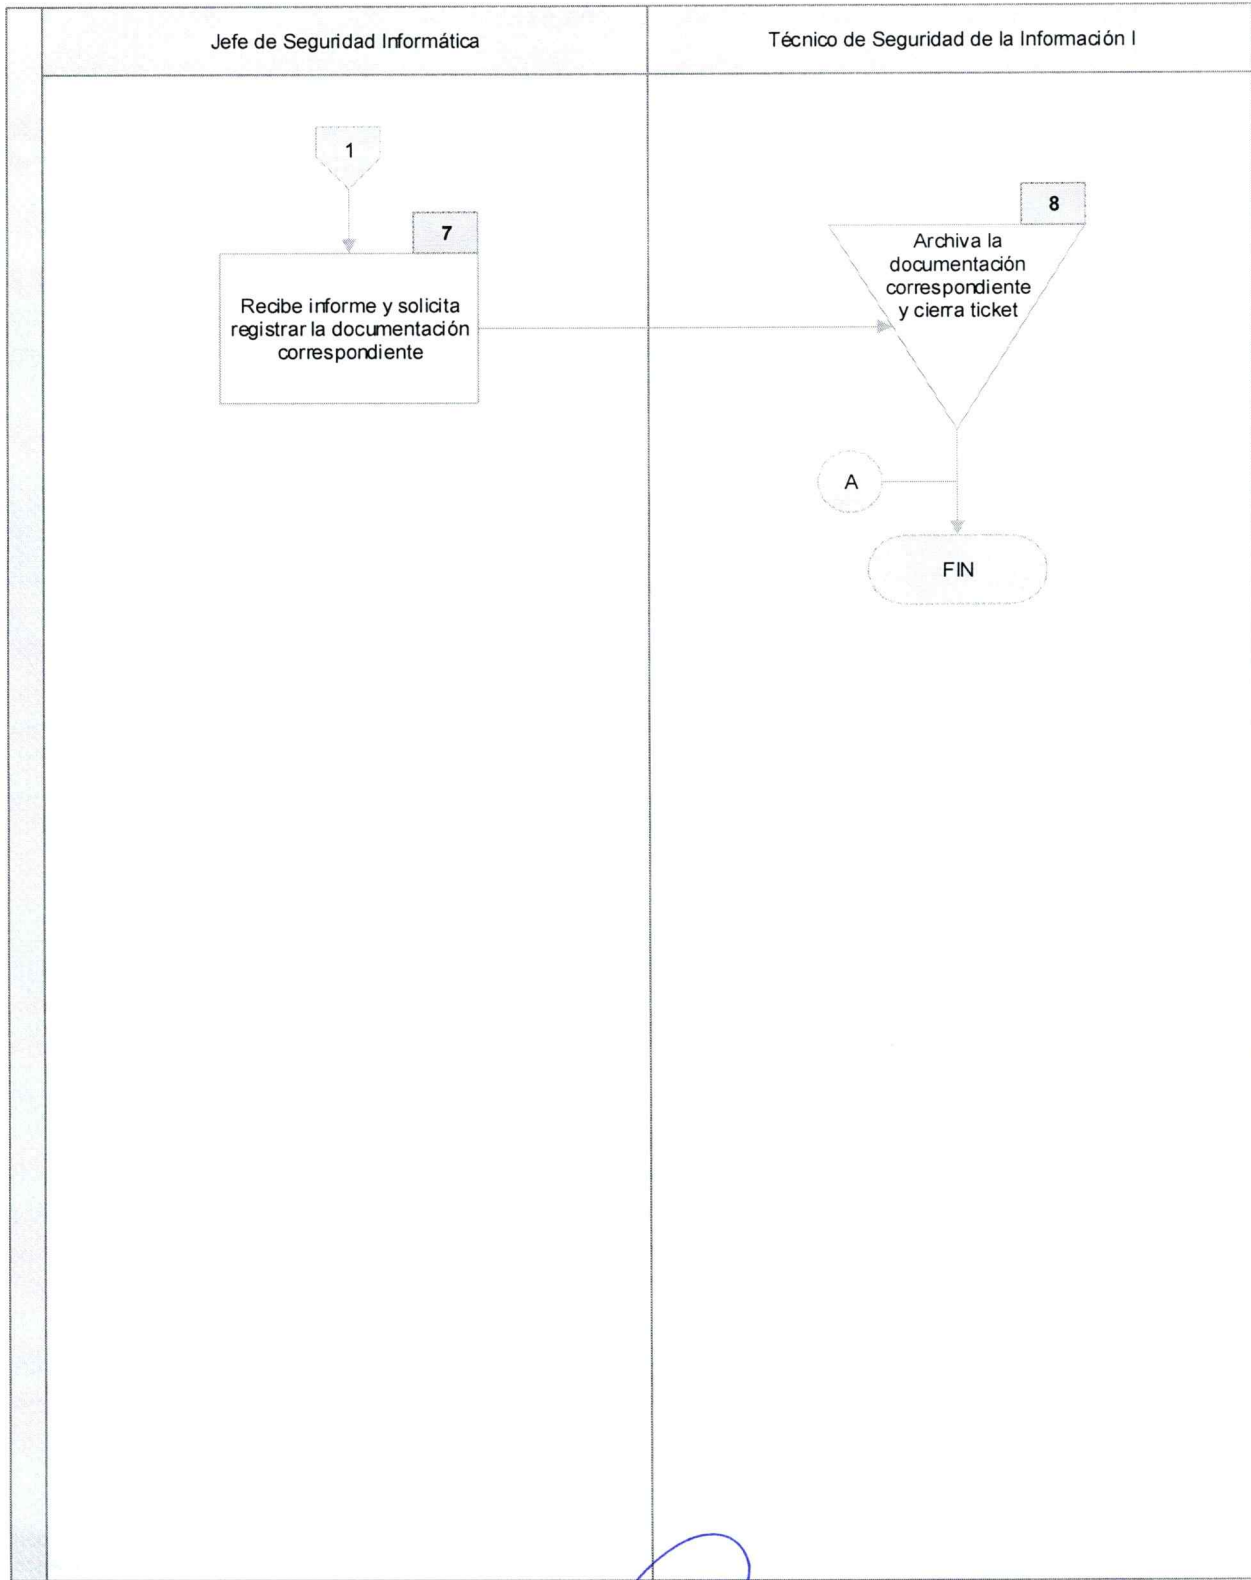 Jefe de Seguridad Informática
Técnico de Seguridad de la Información I
1
7
Recibe informe y solicita
registrar la documentación
correspondiente
8
Archiva la
documentación
correspondiente
y cierra ticket
A
FIN